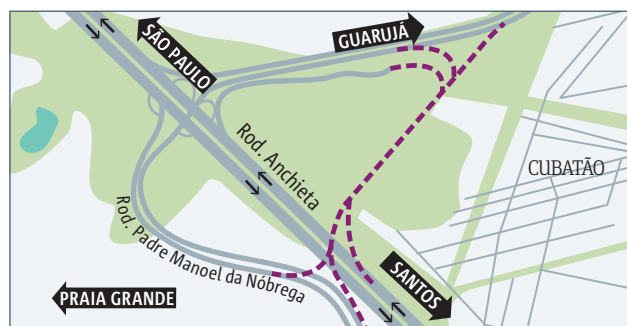 SÃO PAULO
GUARUJÁ
Rod. Anchieta
CUBATÃO
Rod. Padre Manoel da Nóbrega
SANTOS
PRAIA GRANDE